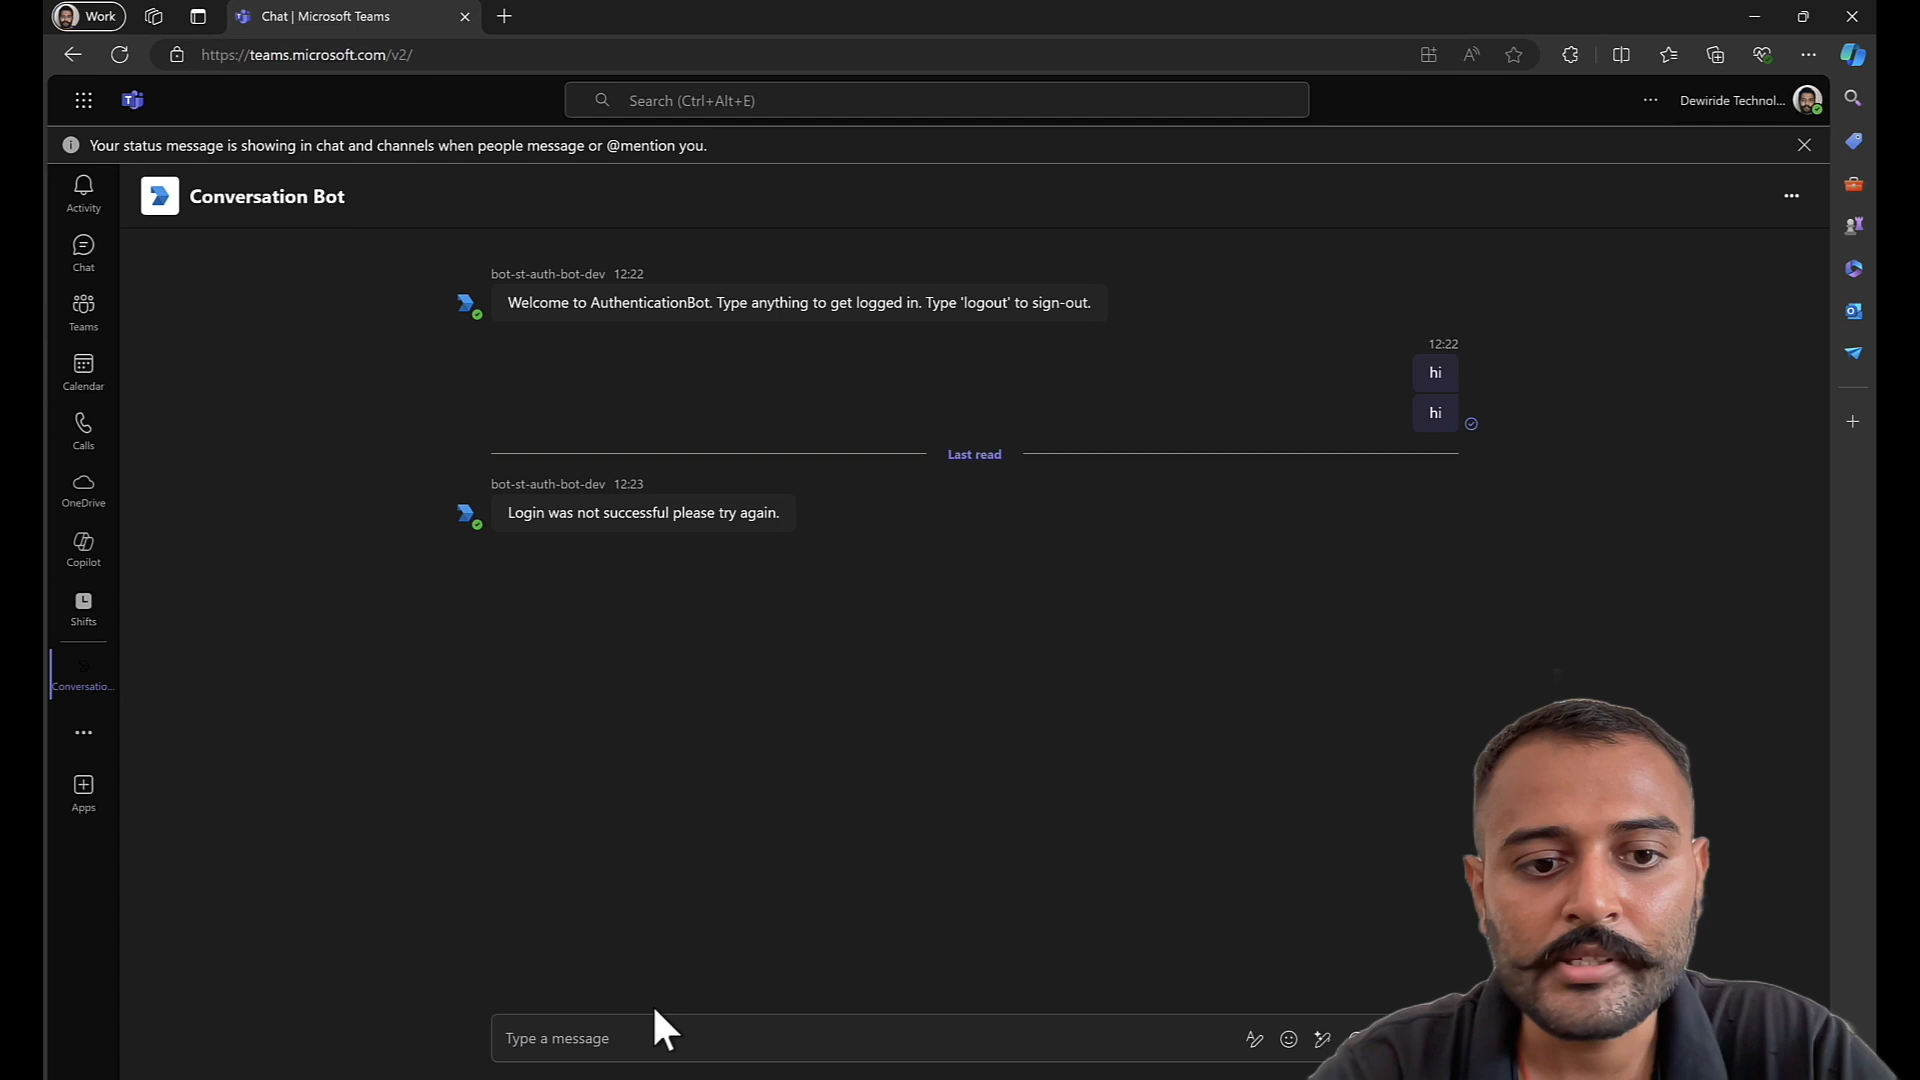 Work
Chat | Microsoft Teams
https://teams.microsoft.com/v2/
Search (Ctrl+Alt+E)
Dewiride Technol...
Your status message is showing in chat and channels when people message or @mention you.
Activity
Chat
Teams
Calendar
Calls
OneDrive
Copilot
Shifts
Conversatio...
Apps
Conversation Bot
bot-st-auth-bot-dev 12:22
Welcome to AuthenticationBot. Type anything to get logged in. Type 'logout' to sign-out.
12:22
hi
hi
Last read
bot-st-auth-bot-dev 12:23
Login was not successful please try again.
Type a message